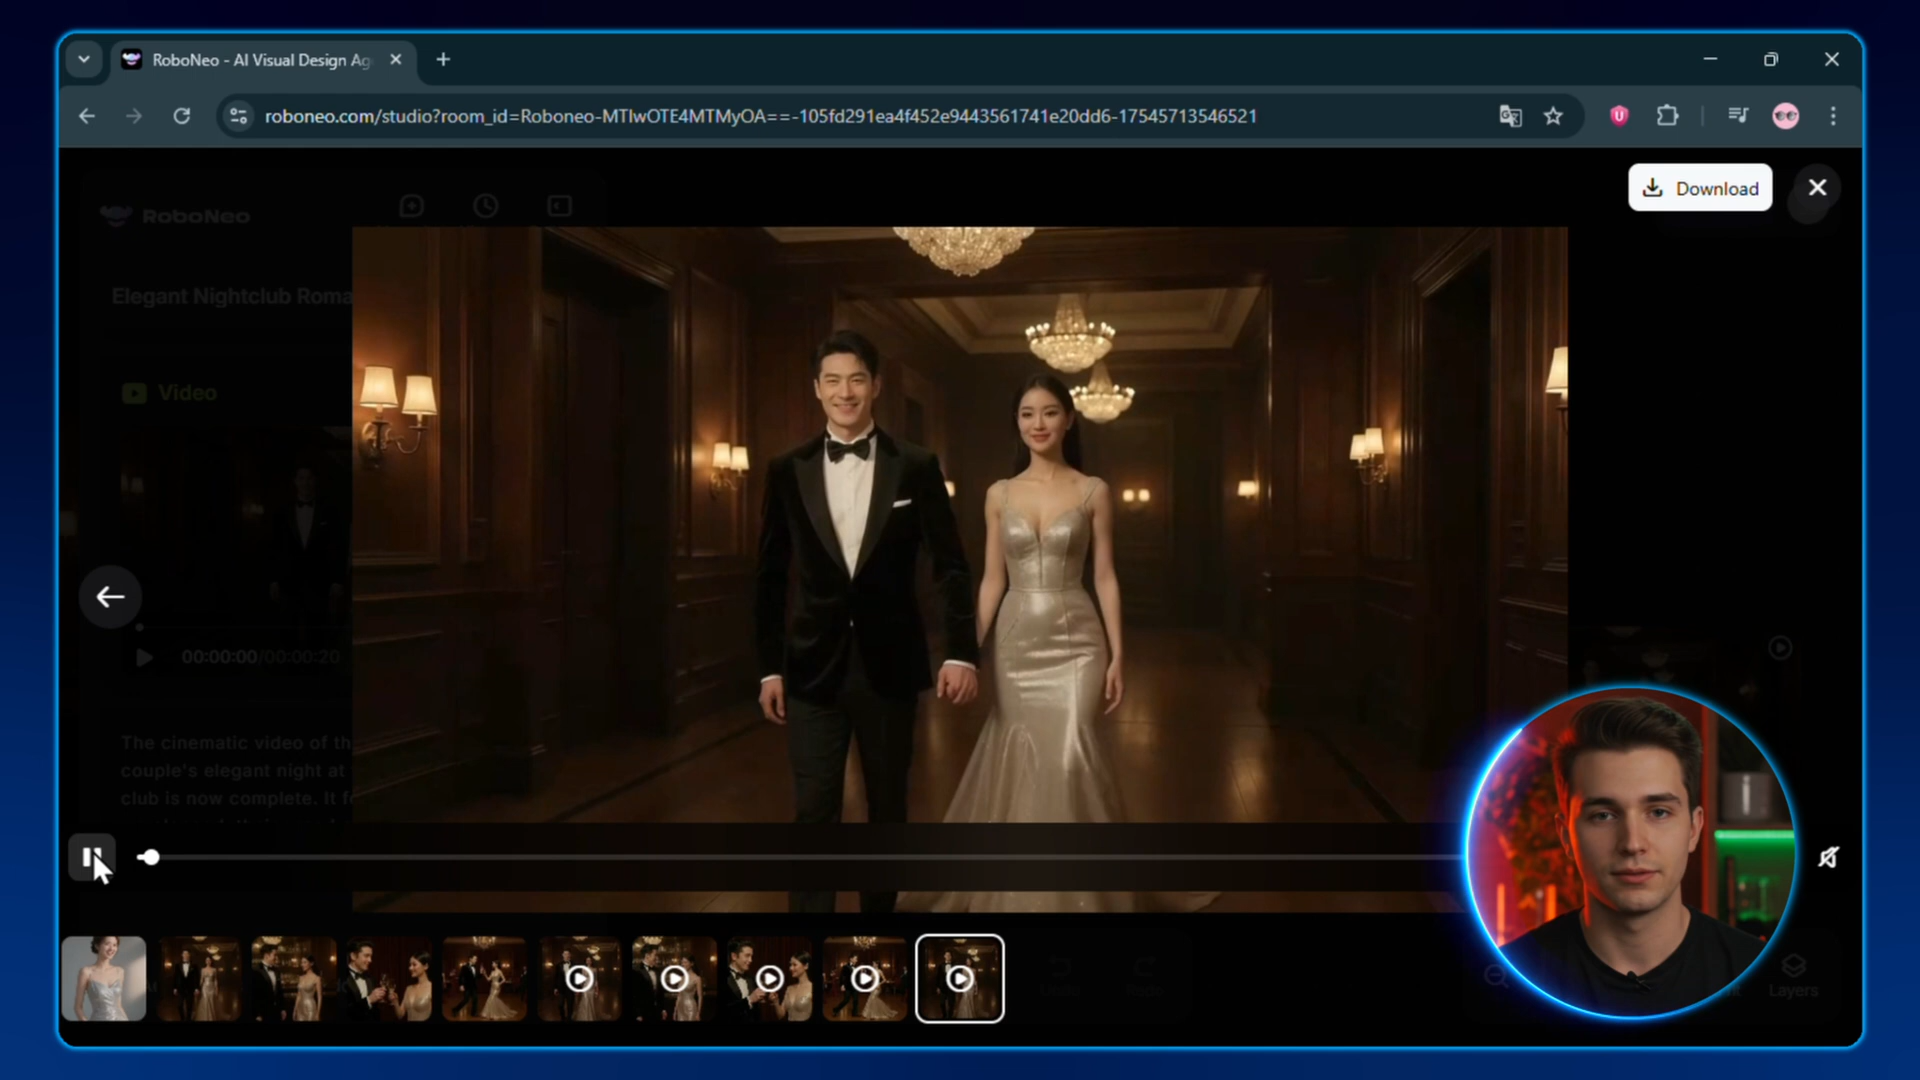 RoboNeo - AI Visual Design Ag
roboneo.com/studio?room_id=Roboneo-MTIwOTE4MTMyOA==-105fd291ea4f452e9443561741e20dd6-17545713546521
Download
RoboNeo
Elegant Nightclub Roma
Video
00:00:00/00:00:20
The cinematic video of th
couple's elegant night at
club is now complete. It f
Layers